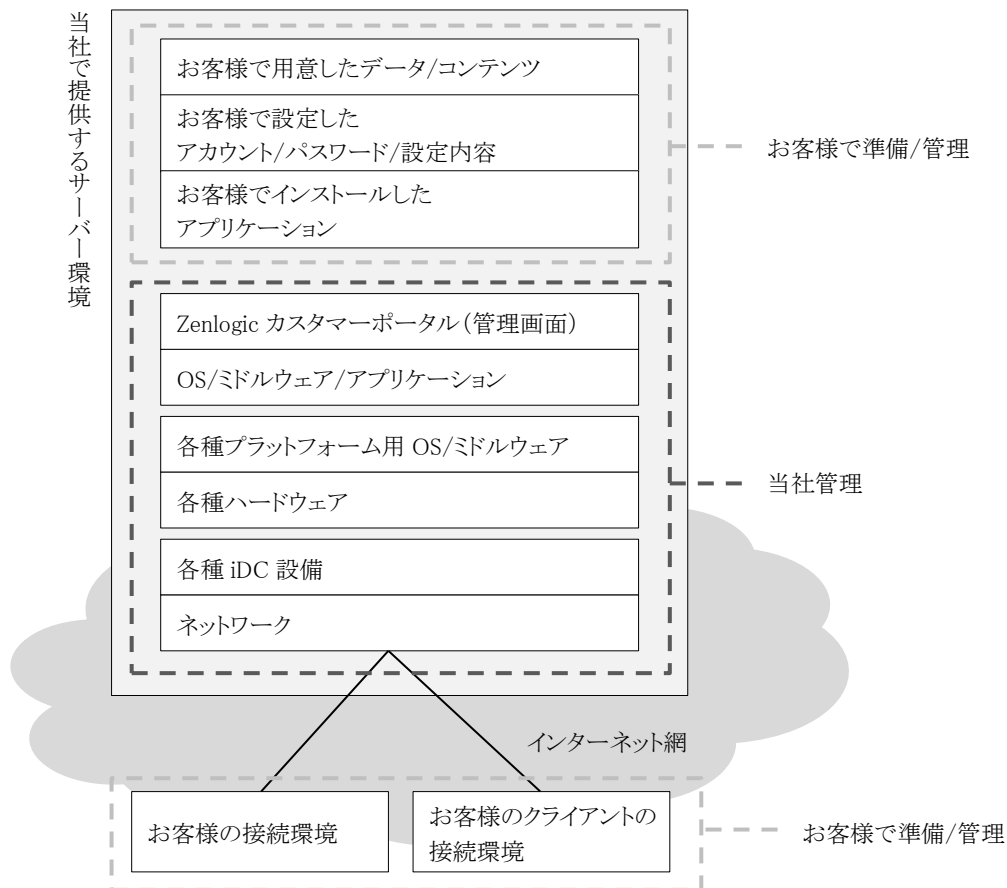 当社で提供するサーバー環境
お客様で用意したデータ/コンテンツ
お客様で設定した
アカウント/パスワード/設定内容
お客様でインストールした
アプリケーション
お客様で準備/管理
Zenlogic カスタマーポータル（管理画面）
OS/ミドルウェア/アプリケーション
各種プラットフォーム用 OS/ミドルウェア
各種ハードウェア
当社管理
各種 iDC 設備
ネットワーク
インターネット網
お客様の接続環境
お客様のクライアントの
接続環境
お客様で準備/管理